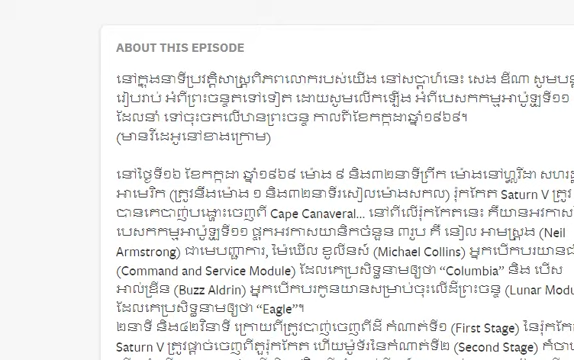 ABOUT THIS EPISODE
នៅក្នុងនាទីប្រវត្តិសាស្ត្រពិភពលោករបស់យើង នៅសប្ដាហ៍នេះ សេង ឌីណា សូមបន្ត
រៀបរាប់ អំពីព្រះចន្ទតទៅទៀត ដោយសូមលើកឡើង អំពីបេសកកម្មអាប៉ូឡូទី១១
ដែលនាំ ទៅចុះចតលើឋានព្រះចន្ទ កាលពីខែកក្កដាឆ្នាំ១៩៦៩។
(មានវីដេអូនៅខាងក្រោម)
នៅថ្ងៃទី១៦ ខែកក្កដា ឆ្នាំ១៩៦៩ ម៉ោង ៩ និង៣២នាទីព្រឹក ម៉ោងនៅហ្លរីដា សហរដ្ឋ
អាមេរិក (ត្រូវនឹងម៉ោង ១ និង៣២នាទីរសៀលម៉ោងសកល) រ៉ុកកែត Saturn V ត្រូវ
បានគេបាញ់បង្ហោះចេញពី Cape Canaveral... នៅពីលើរ៉ុកកែតនេះ គឺយានអវកាស
បេសកកម្មអាប៉ូឡូទី១១ ផ្ទុកអវកាសយានិកចំនួន ៣រូប គឺ នៀល អាមស្ត្រុង (Neil
Armstrong) ជាមេបញ្ជាការ, ម៉ៃឃើល ខូលីនស៍ (Michael Collins) អ្នកបើកបរយានជំ
(Command and Service Module) ដែលគេប្រសិទ្ធនាមឲ្យថា “Columbia” និង បើស
អាល់ឌ្រីន (Buzz Aldrin) អ្នកបើកបរកូនយានសម្រាប់ចុះលើដីព្រះចន្ទ (Lunar Modu
ដែលគេប្រសិទ្ធនាមឲ្យថា “Eagle”។
២នាទី និង៤២វិនាទី ក្រោយពីត្រូវបាញ់ចេញពីដី កំណាត់ទី១ (First Stage) នៃរ៉ុកកែ
Saturn V ត្រូវផ្ដាច់ចេញពីតួរ៉ុកកែត ហើយម៉ូទ័រនៃកំណាត់ទី២ (Second Stage)